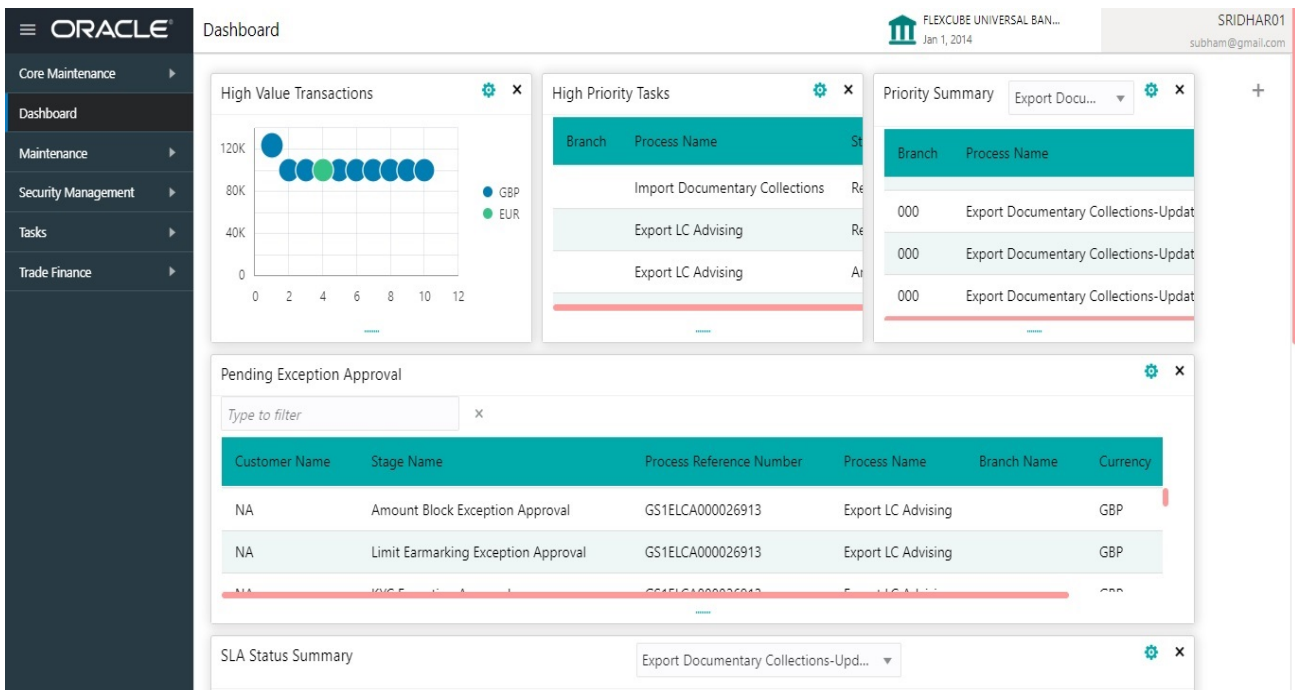 ORACLE
Dashboard
FLEXCUBE UNIVERSAL BAN...
Jan 1, 2014
SRIDHAR01
subham@gmail.com
Core Maintenance
Dashboard
Maintenance
Security Management
Tasks
Trade Finance
High Value Transactions
120K
80K
40K
0
0 2 4 6 8 10 12
GBP
EUR
High Priority Tasks
Branch Process Name St
Import Documentary Collections Re
Export LC Advising Re
Export LC Advising Ar
Priority Summary Export Docu...
Branch Process Name
000 Export Documentary Collections-Updat
000 Export Documentary Collections-Updat
000 Export Documentary Collections-Updat
Pending Exception Approval
Type to filter
Customer Name Stage Name Process Reference Number Process Name Branch Name Currency
NA Amount Block Exception Approval GS1ELCA000026913 Export LC Advising GBP
NA Limit Earmarking Exception Approval GS1ELCA000026913 Export LC Advising GBP
SLA Status Summary Export Documentary Collections-Upd...